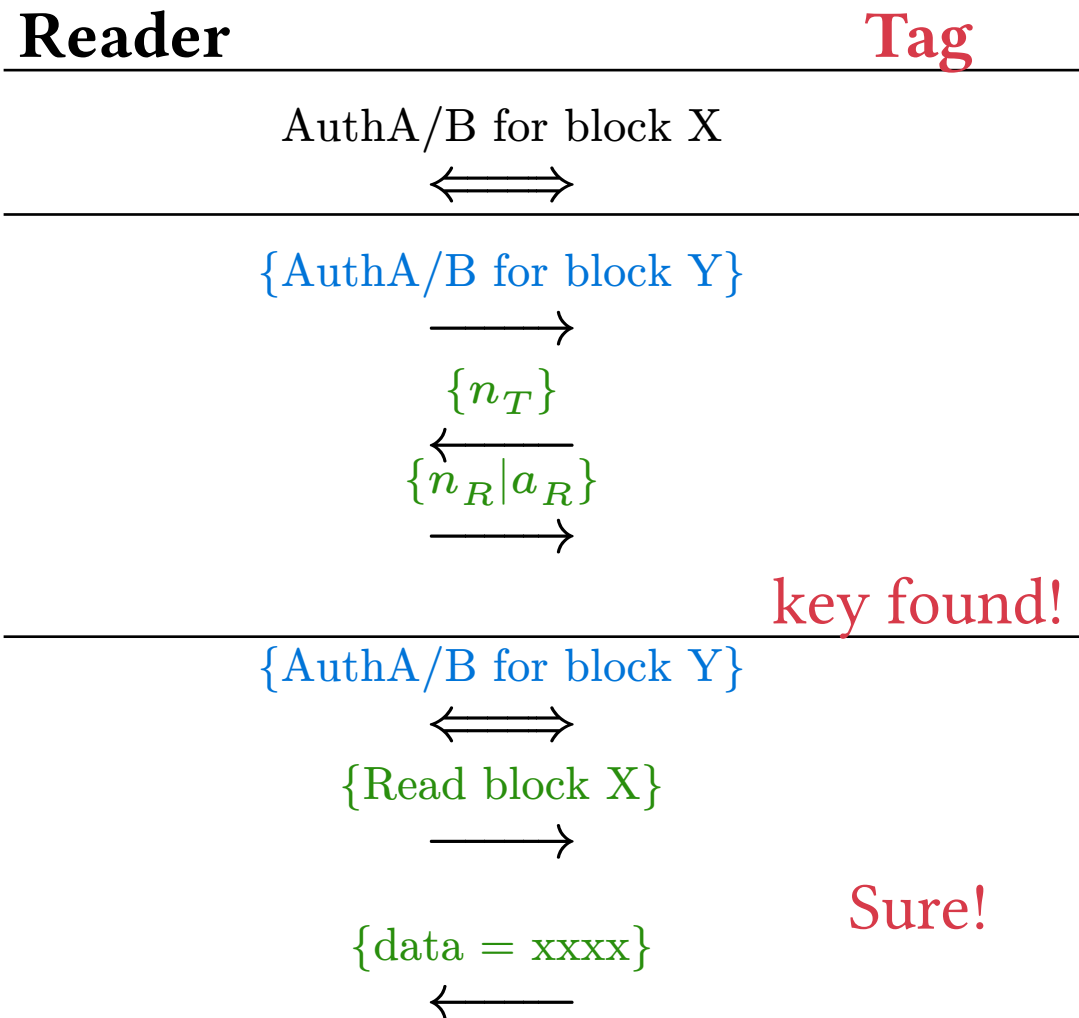 Reader Tag
AuthA/B for block X
{AuthA/B for block Y}
{n_T}
{n_R|a_R}
key found!
{AuthA/B for block Y}
{Read block X}
Sure!
{data = xxxx}